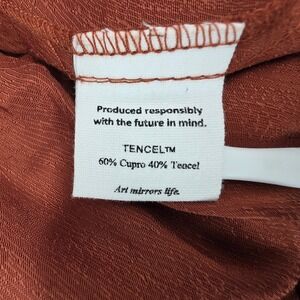 Produced responsibly
with the future in mind.
TENCEL™
60% Cupro 40% Tencel
Art mirrors life.